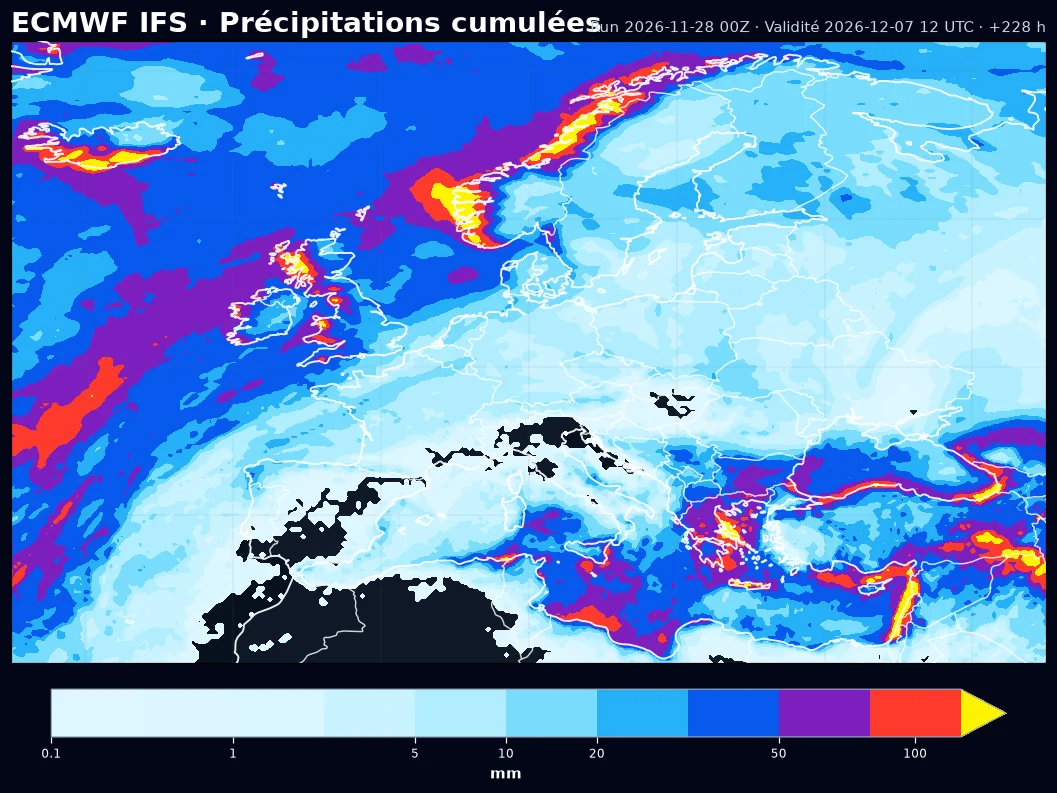 ECMWF IFS · Précipitations cumulées
Run 2026-11-28 00Z · Validité 2026-12-07 12 UTC · +228 h
0.1 1 5 10 20 50 100
mm